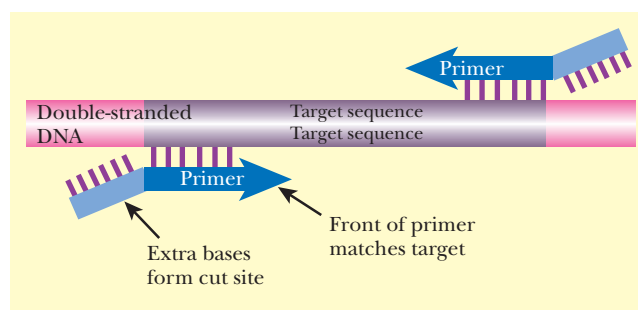 Primer
Double-stranded
DNA
Target sequence
Target sequence
Primer
Front of primer
matches target
Extra bases
form cut site